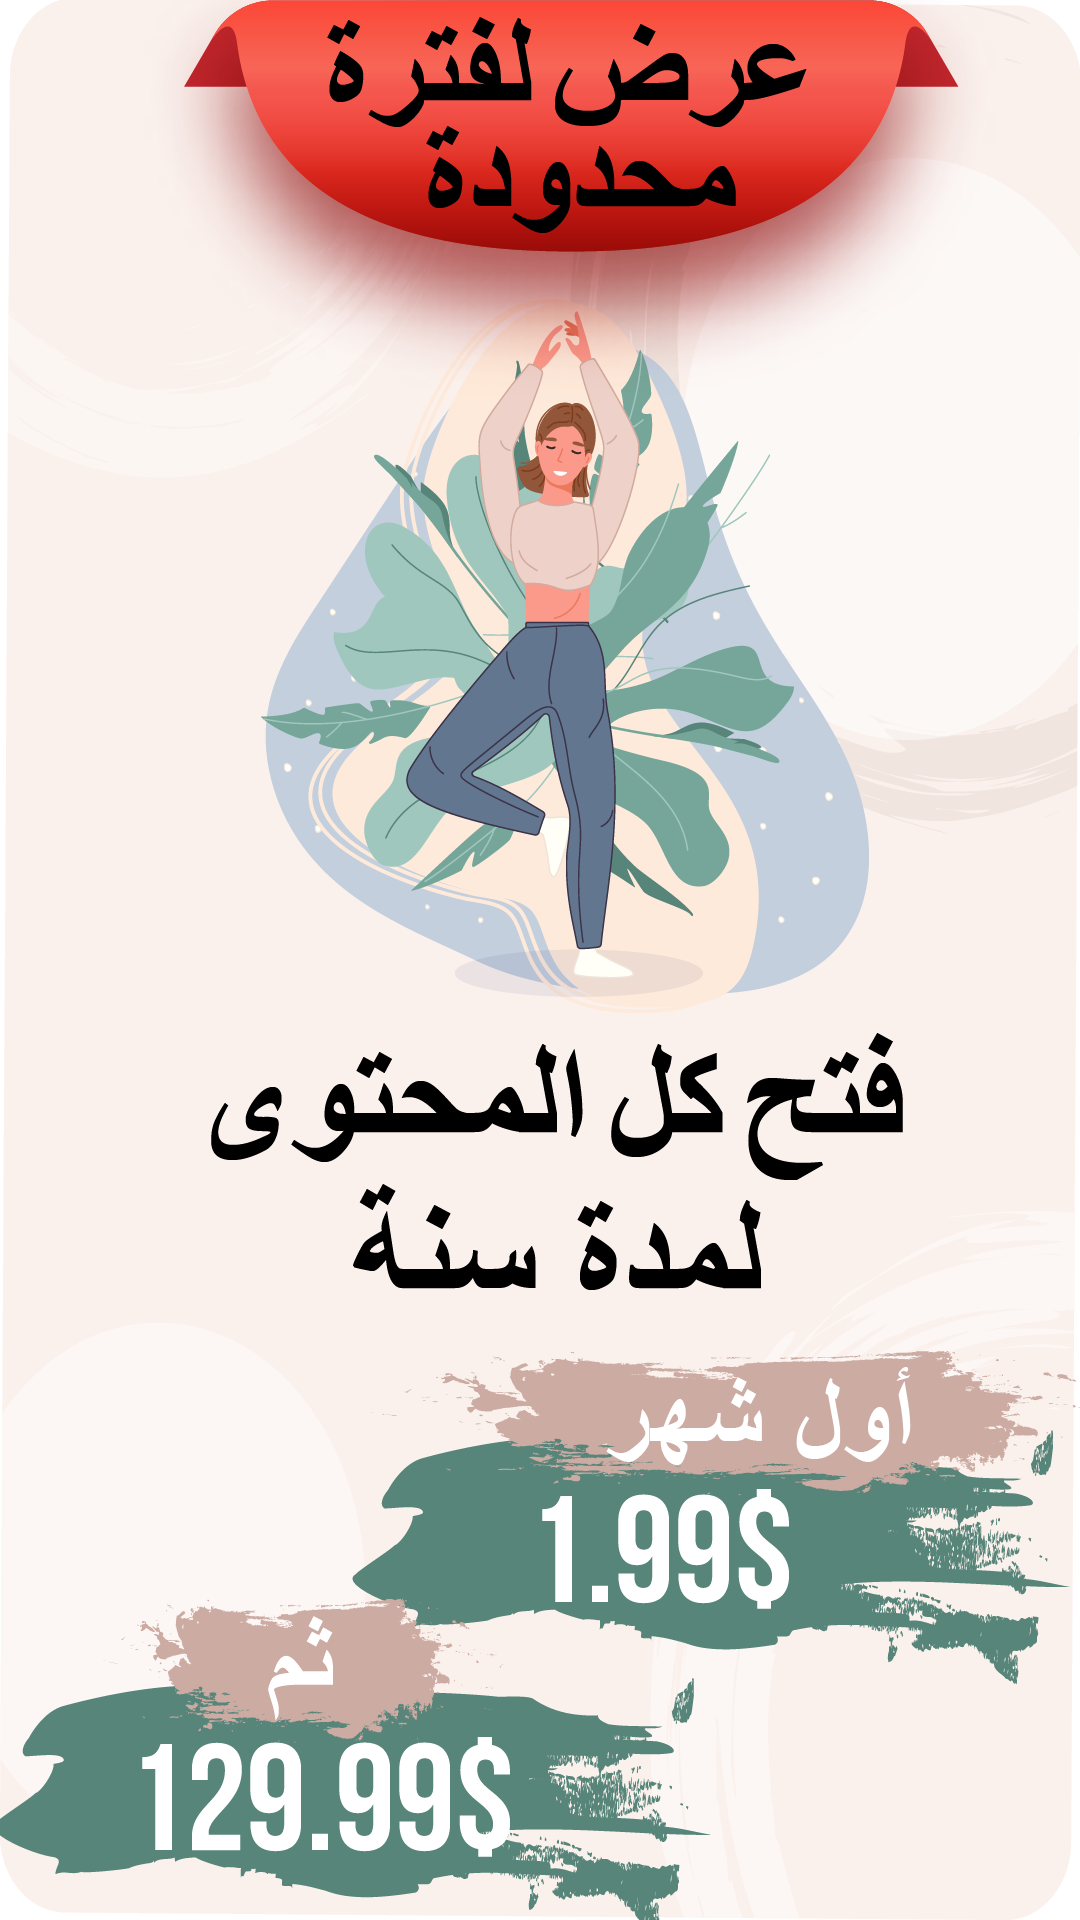 عرض لفترة
محدودة
فتح كل المحتوى
لمدة سنة
أول شهر
1.99$
ثم
129.99$